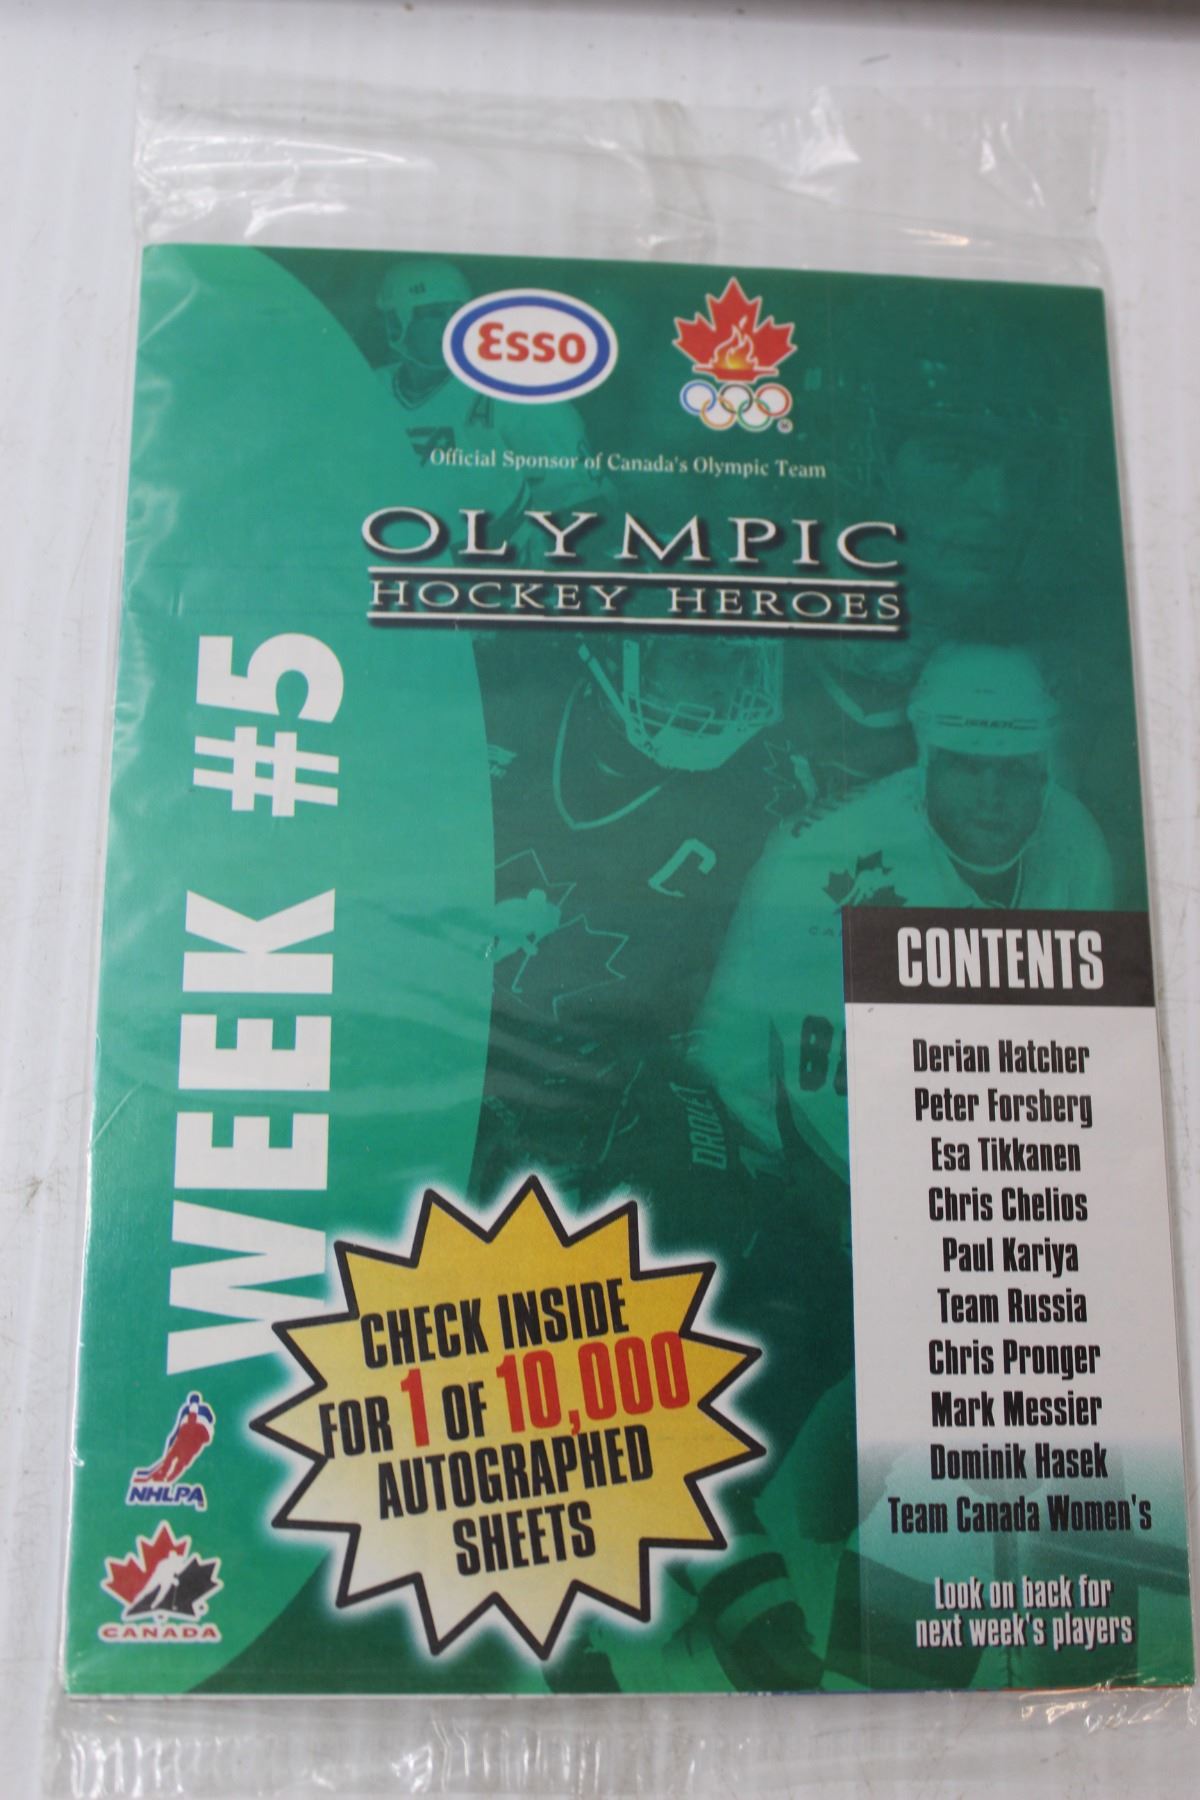 Esso
Official Sponsor of Canada's Olympic Team
OLYMPIC
HOCKEY HEROES
WEEK #5
C
DROLET
CONTENTS
Derian Hatcher
Peter Forsberg
Esa Tikkanen
Chris Chelios
Paul Kariya
Team Russia
Chris Pronger
Mark Messier
Dominik Hasek
Team Canada Women's
Look on back for
next week's players
CHECK INSIDE
FOR 1 OF 10,000
AUTOGRAPHED
SHEETS
NHLPA
CANADA